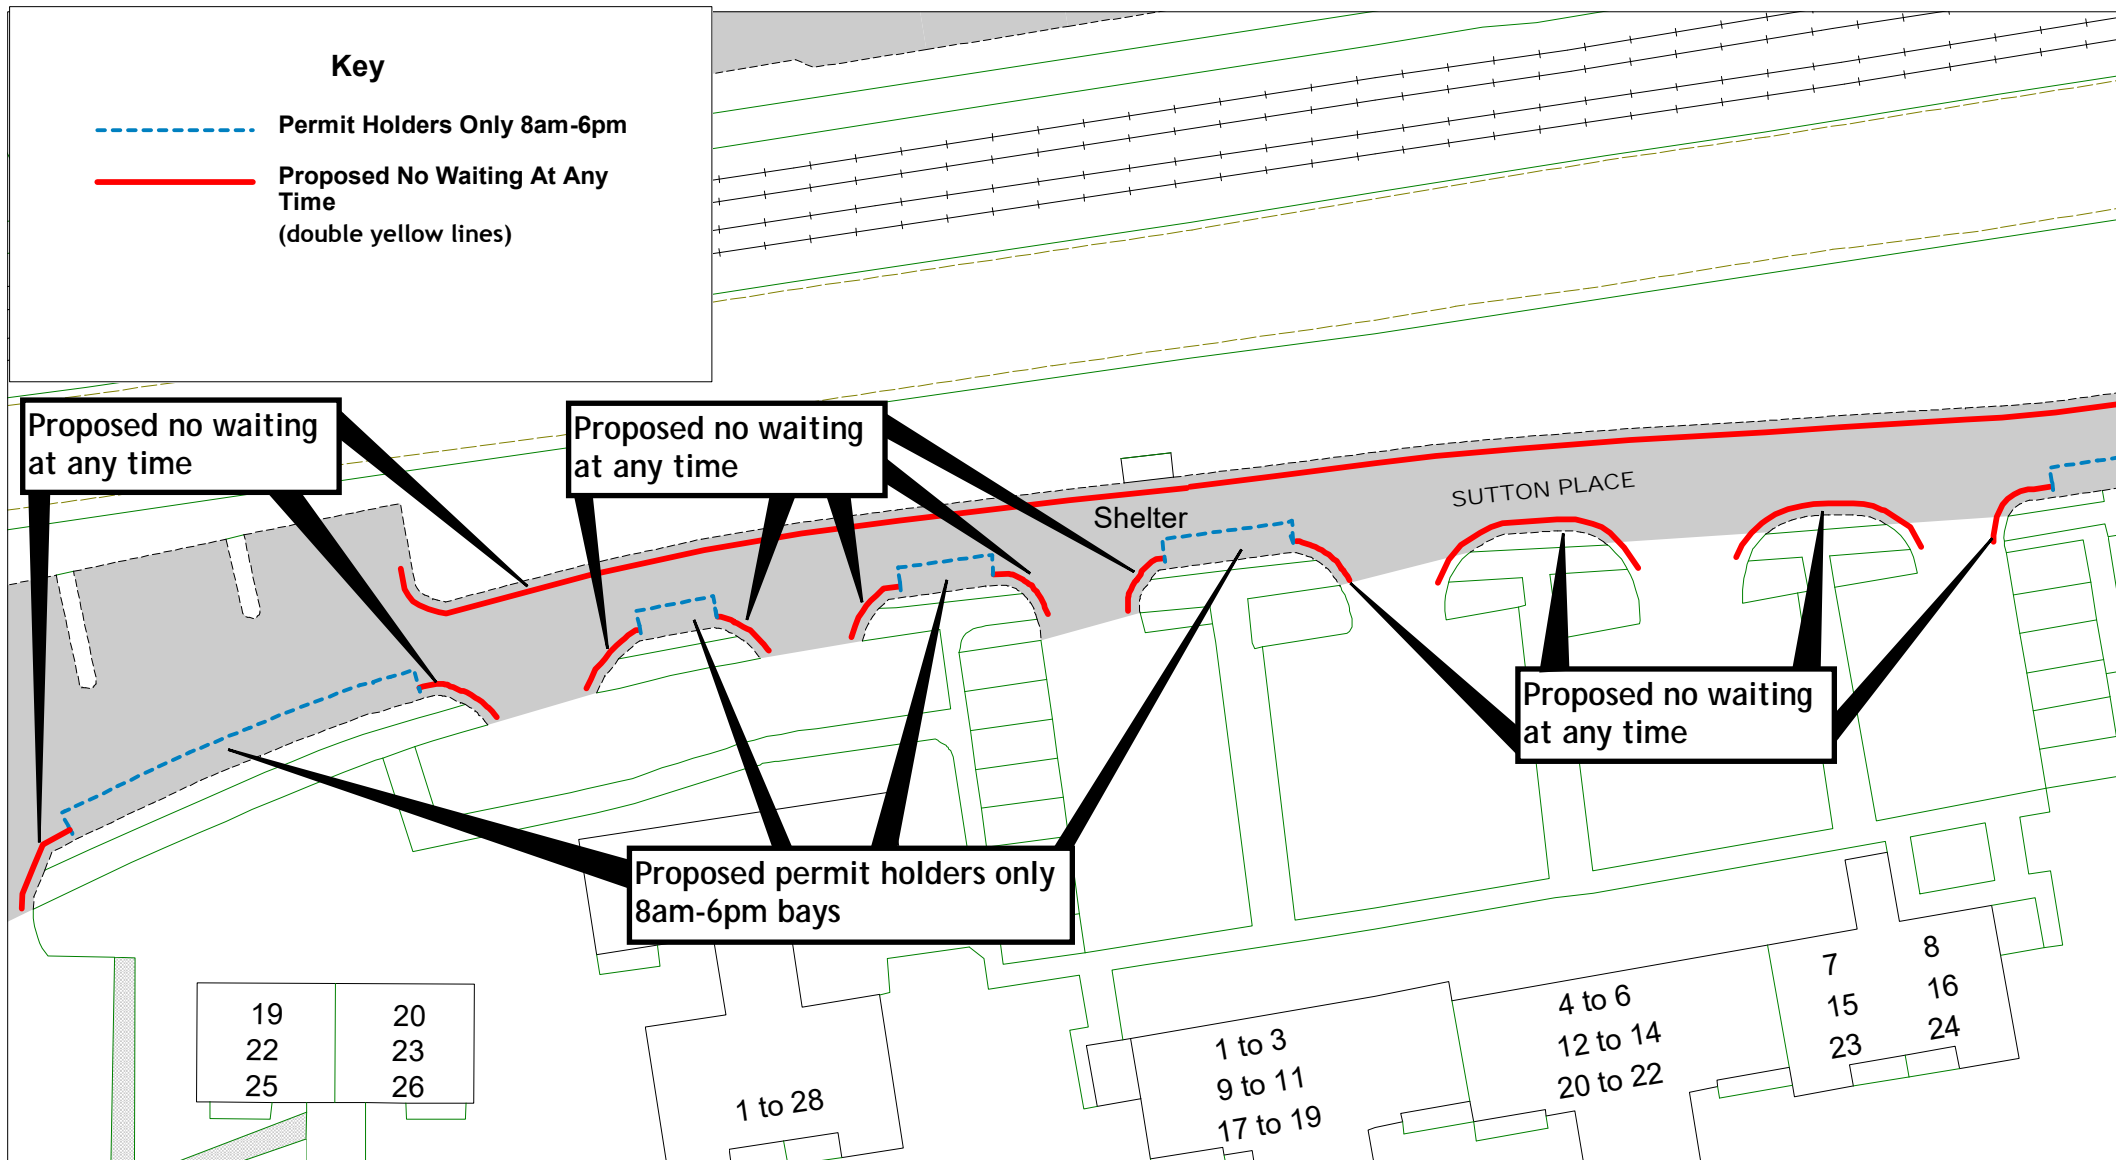 Key
Permit Holders Only 8am-6pm
Proposed No Waiting At Any
Time
(double yellow lines)
Proposed no waiting
at any time
Proposed no waiting
at any time
SUTTON PLACE
Shelter
Proposed no waiting
at any time
Proposed permit holders only
8am-6pm bays
19
22
25
20
23
26
1 to 28
1 to 3
9 to 11
17 to 19
4 to 6
12 to 14
20 to 22
7
15
23
8
16
24